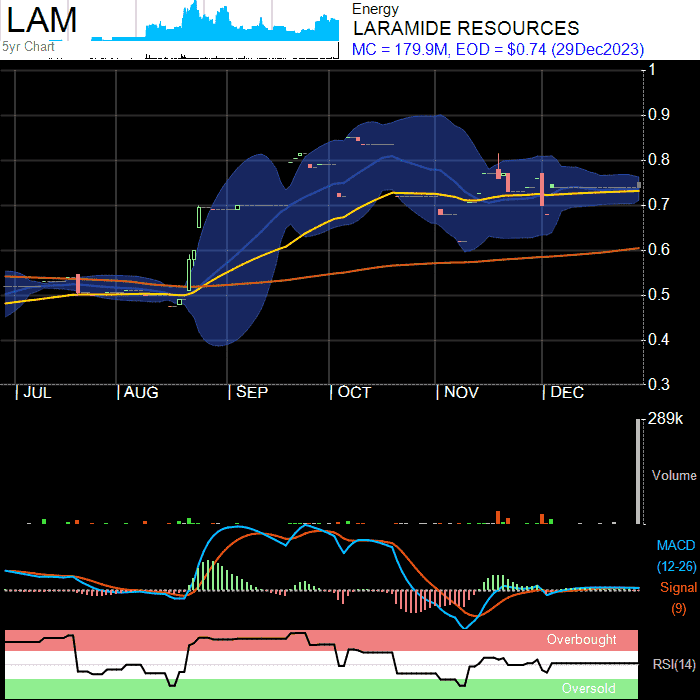 LAM
5yr Chart
Energy
LARAMIDE RESOURCES
MC = 179.9M, EOD = $0.74 (29Dec2023)
1
0.9
0.8
0.7
0.6
0.5
0.4
0.3
JUL AUG SEP OCT NOV DEC
289k
Volume
MACD
(12-26)
Signal
(9)
Overbought
RSI(14)
Oversold